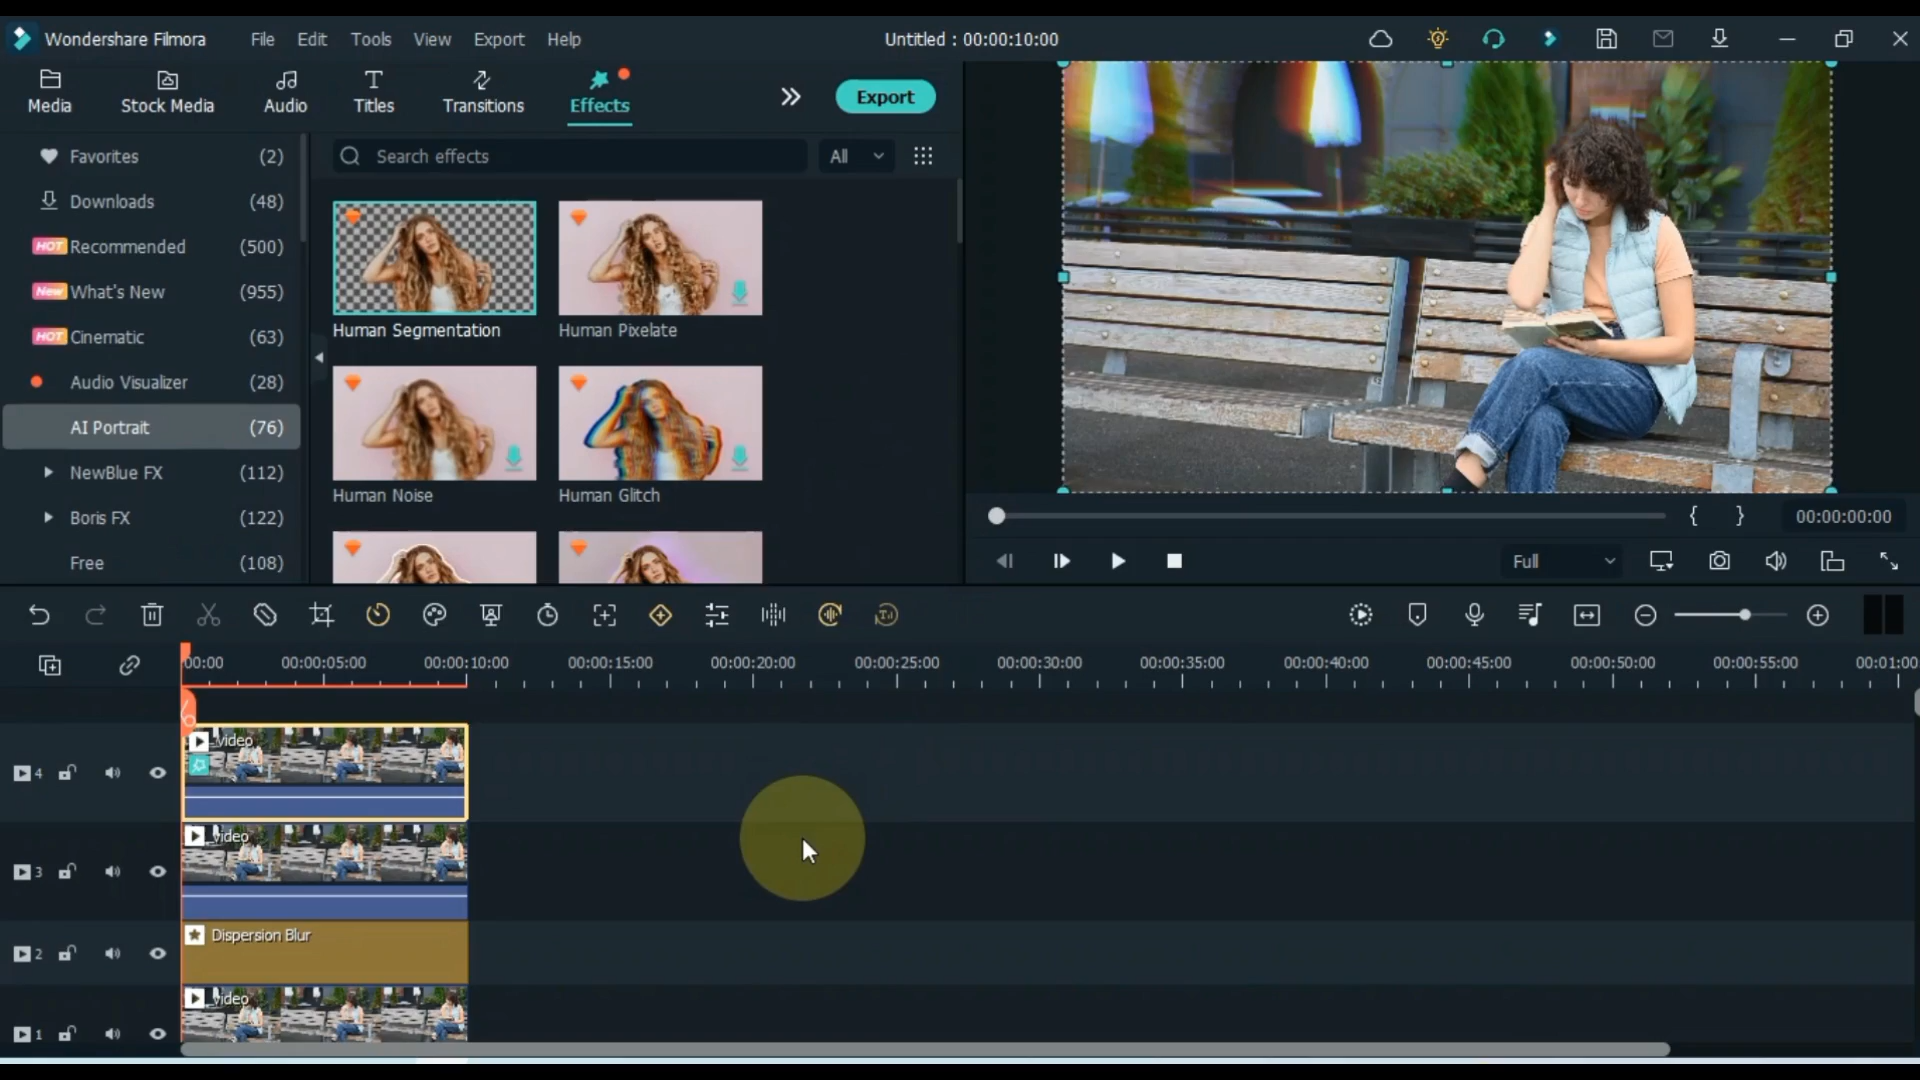 Wondershare Filmora File Edit Tools View Export Help Untitled : 00:00:10:00
Media Stock Media Audio Titles Transitions Effects Export
Favorites (2)
Downloads (48)
HOT Recommended (500)
New What's New (955)
HOT Cinematic (63)
Audio Visualizer (28)
AI Portrait (76)
NewBlue FX (112)
Boris FX (122)
Free (108)
Search effects All
Human Segmentation Human Pixelate
Human Noise Human Glitch
{ } 00:00:00:00
Full
00:00 00:00:05:00 00:00:10:00 00:00:15:00 00:00:20:00 00:00:25:00 00:00:30:00 00:00:35:00 00:00:40:00 00:00:45:00 00:00:50:00 00:00:55:00 00:01:00
4 video
3 video
2 Dispersion Blur
1 video